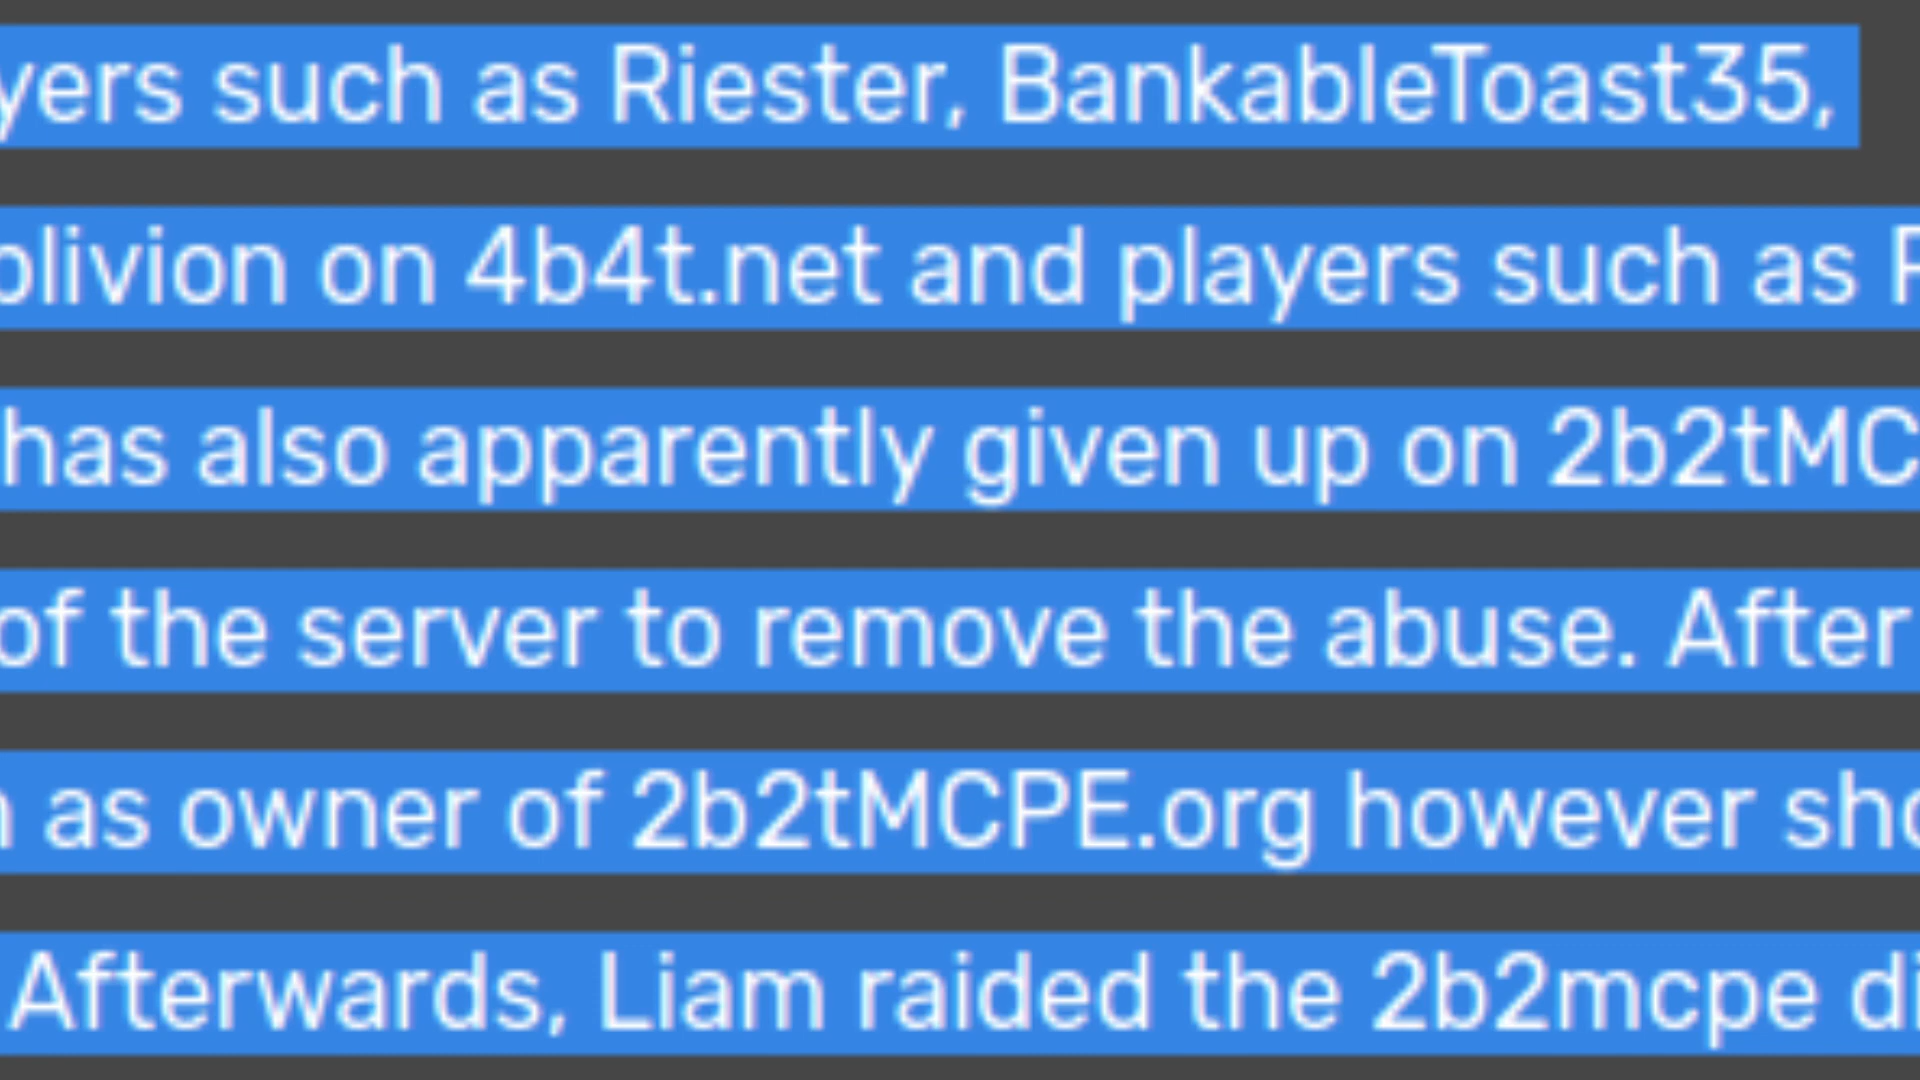 yers such as Riester, BankableToast35,
blivion on 4b4t.net and players such as
has also apparently given up on 2b2tMC
of the server to remove the abuse. After
as owner of 2b2tMCPE.org however sho
Afterwards, Liam raided the 2b2mcpe di